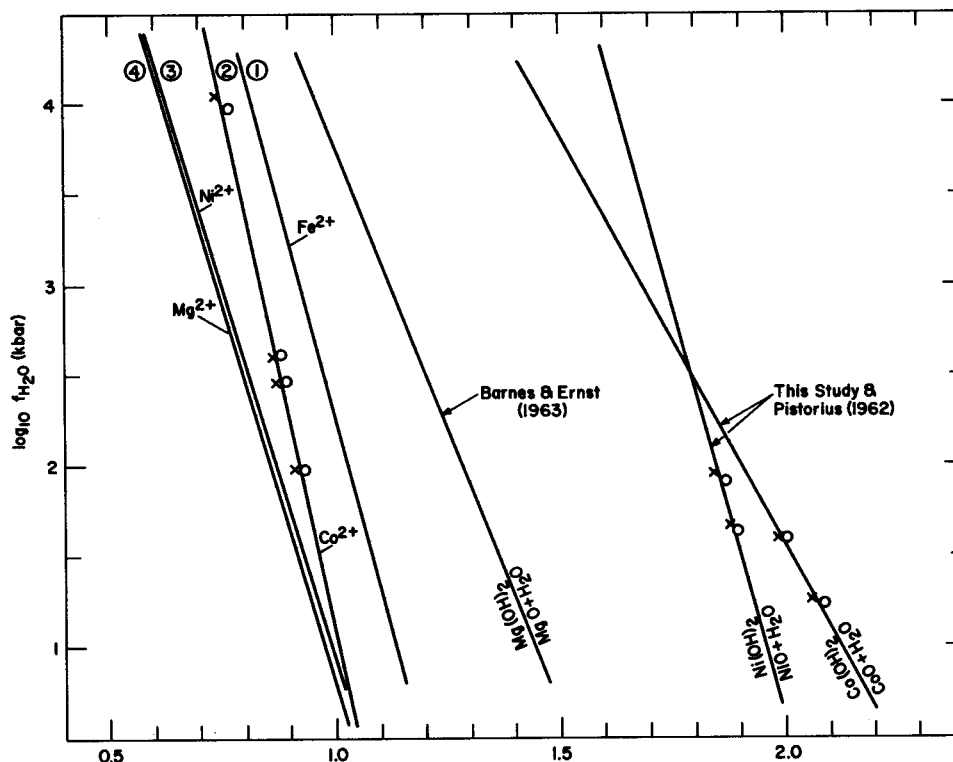 ④ ③ ② ①
4
Ni2+
Fe2+
3
Mg2+
log10 fH2O (kbar)
Barnes & Ernst
(1963)
This Study &
Pistorius (1962)
2
Co2+
Mg(OH)2
MgO+H2O
Ni(OH)2
NiO+H2O
Co(OH)2
CoO+H2O
1
0.5 1.0 1.5 2.0